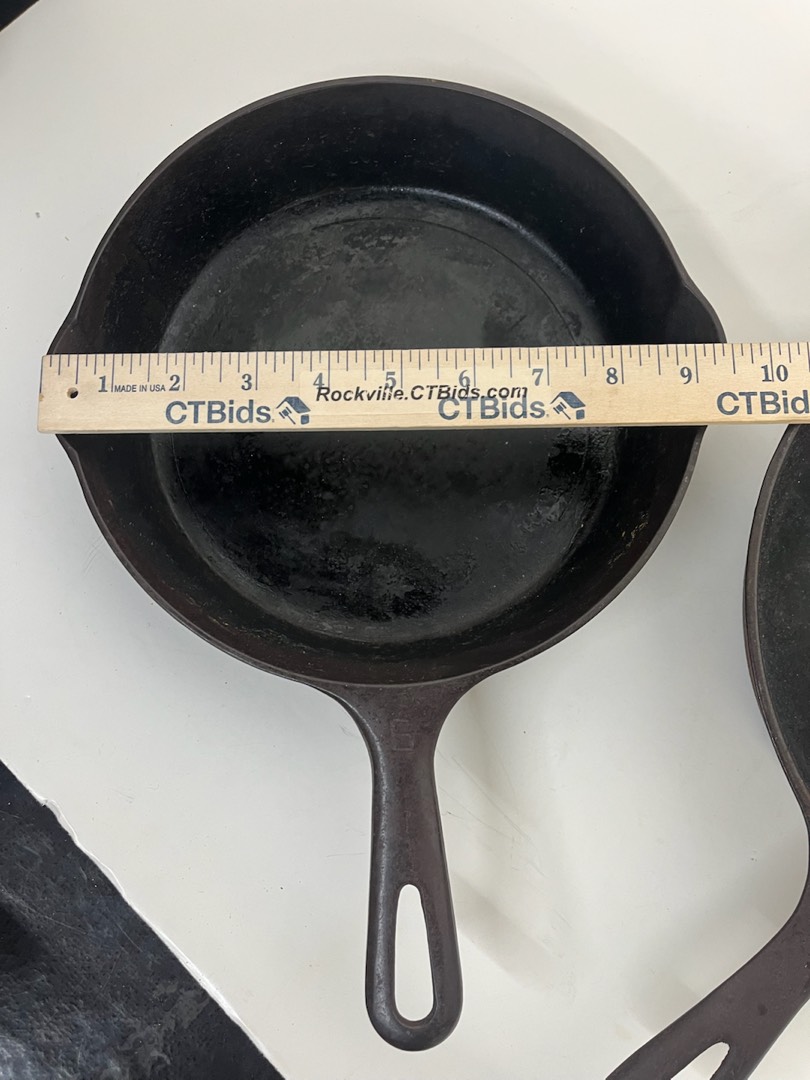 1 MADE IN USA 2 3 4 5 6 7 8 9 10
Rockville.CTBids.com
CTBids. CTBids. CTBid